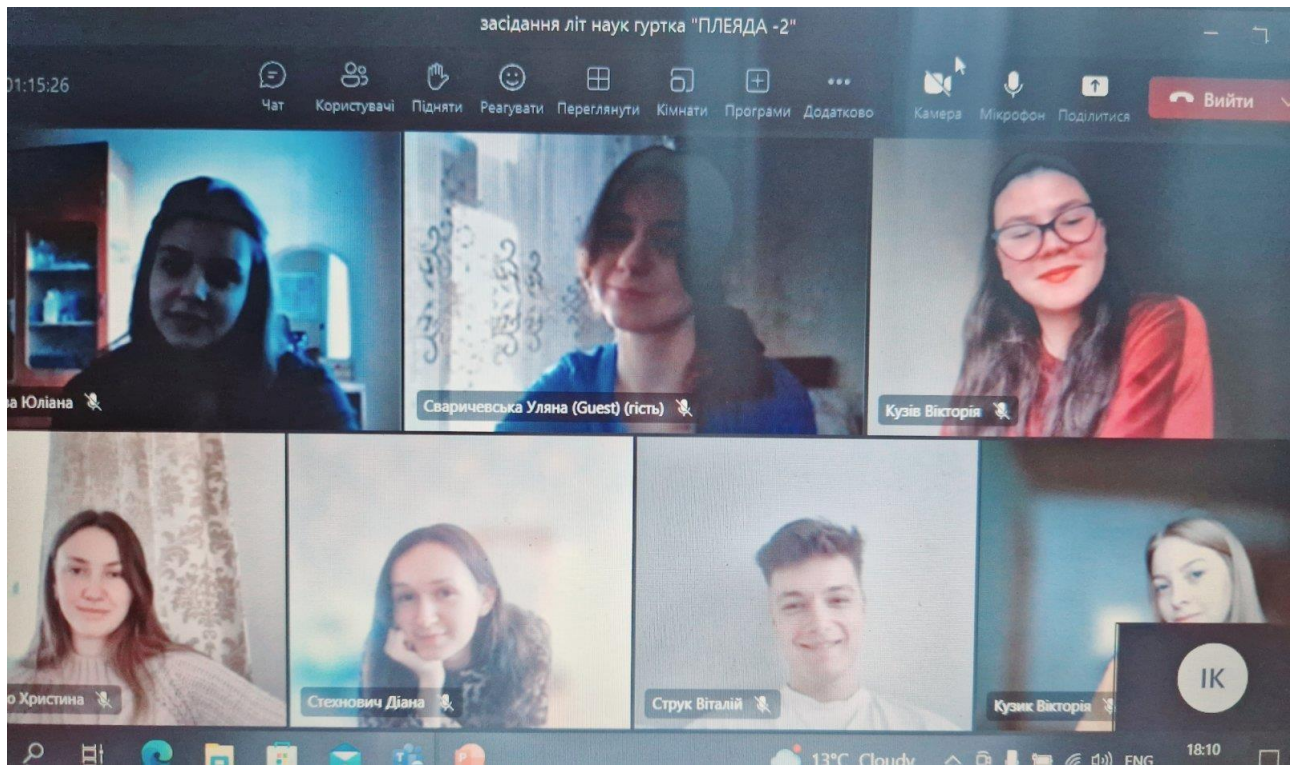 засідання літ наук гуртка "ПЛЕЯДА -2"
01:15:26
Чат
Користувачі
Підняти
Реагувати
Переглянути
Кімнати
Програми
Додатково
Камера
Мікрофон
Поділитися
Вийти
ва Юліана
Сваричевська Уляна (Guest) (гість)
Кузів Вікторія
о Христина
Стехнович Діана
Струк Віталій
Кузик Вікторія
ІК
13°C Cloudy
ENG
18:10